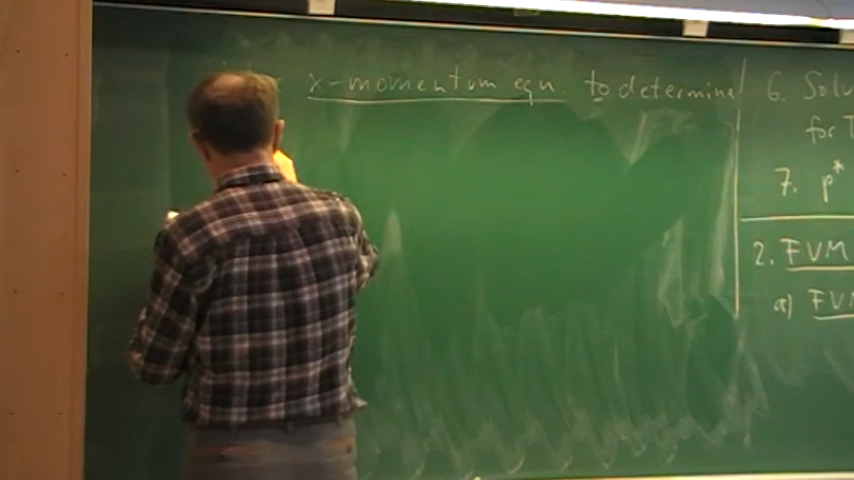 x-momentum eqn. to determine
6. Solv
for T
7. p*
2. FVM
a) FVM